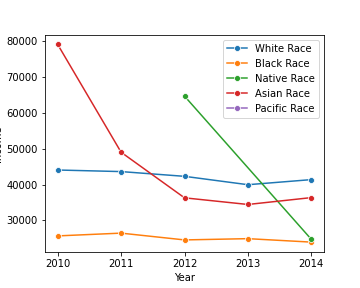 80000
70000
60000
50000
40000
30000
2010
2011
2012
2013
2014
Year
White Race
Black Race
Native Race
Asian Race
Pacific Race